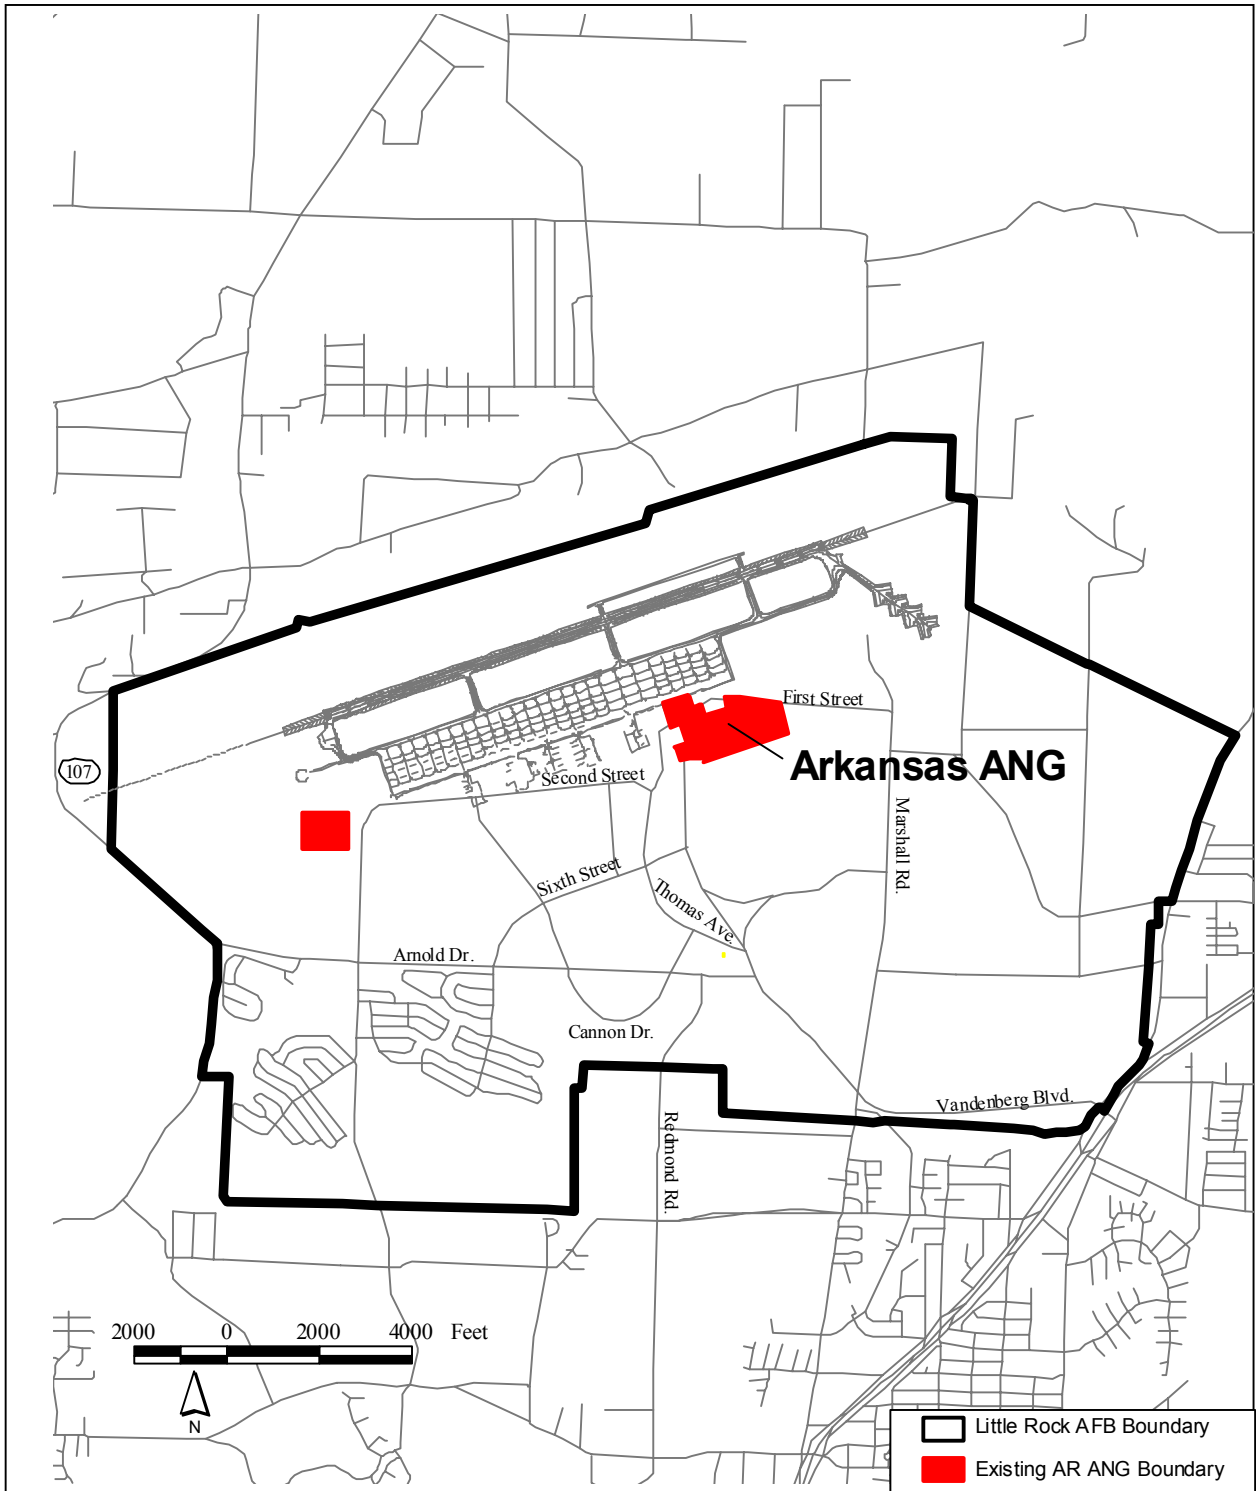 First Street
Arkansas ANG
107
Second Street
Marshall Rd.
Sixth Street
Thomas Ave.
Arnold Dr.
Cannon Dr.
Vandenberg Blvd.
Redmond Rd.
2000 0 2000 4000 Feet
N
Little Rock AFB Boundary
Existing AR ANG Boundary